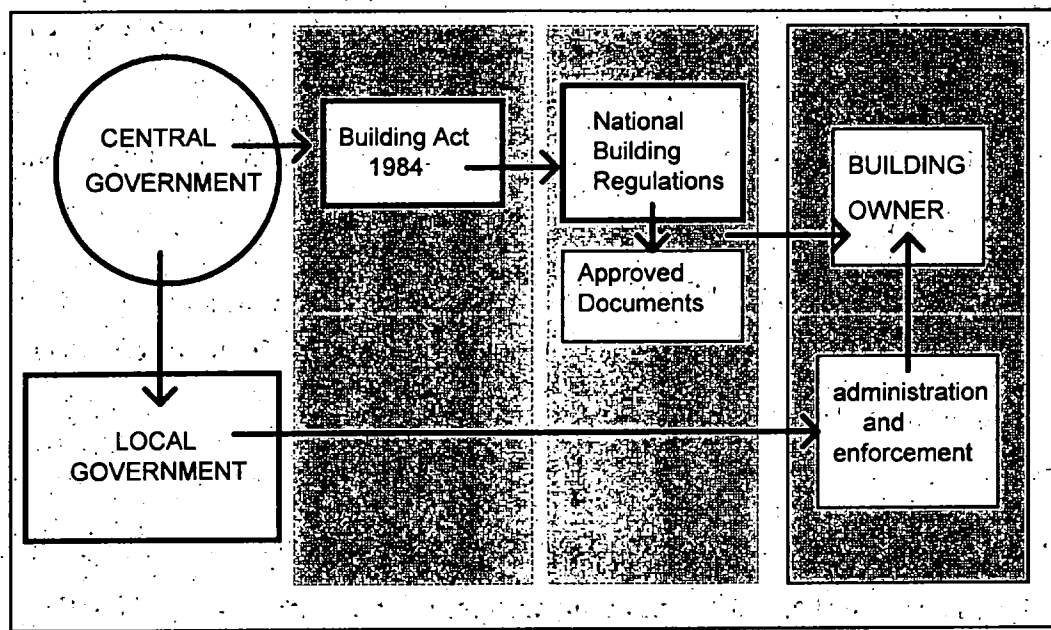 CENTRAL
GOVERNMENT
Building Act
1984
National
Building
Regulations
BUILDING
OWNER
Approved
Documents
LOCAL
GOVERNMENT
administration
and
enforcement